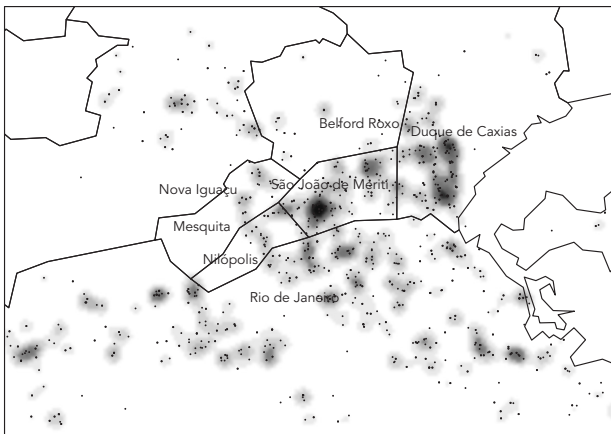 Belford Roxo
Duque de Caxias
São João de Meriti
Nova Iguaçu
Mesquita
Nilópolis
Rio de Janeiro